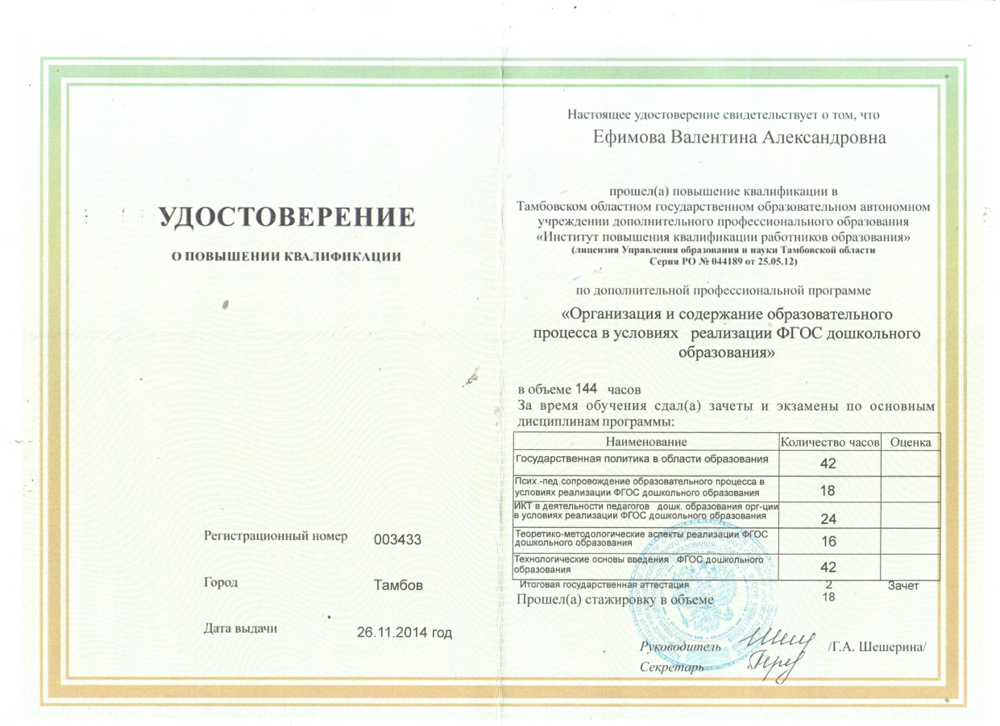 УДОСТОВЕРЕНИЕ
О ПОВЫШЕНИИ КВАЛИФИКАЦИИ
Регистрационный номер 003433
Город Тамбов
Дата выдачи 26.11.2014 год
Настоящее удостоверение свидетельствует о том, что
Ефимова Валентина Александровна
прошел(а) повышение квалификации в
Тамбовском областном государственном образовательном автономном
учреждении дополнительного профессионального образования
«Институт повышения квалификации работников образования»
(лицензия Управления образования и науки Тамбовской области
Серия РО № 044189 от 25.05.12)
по дополнительной профессиональной программе
«Организация и содержание образовательного
процесса в условиях реализации ФГОС дошкольного
образования»
в объеме 144 часов
За время обучения сдал(а) зачеты и экзамены по основным
дисциплинам программы:
Наименование Количество часов Оценка
Государственная политика в области образования 42
Псих.-пед.сопровождение образовательного процесса в
условиях реализации ФГОС дошкольного образования 18
ИКТ в деятельности педагогов дошк. образования орг-ции
в условиях реализации ФГОС дошкольного образования 24
Теоретико-методологические аспекты реализации ФГОС
дошкольного образования 16
Технологические основы введения ФГОС дошкольного
образования 42
Итоговая государственная аттестация 2 Зачет
Прошел(а) стажировку в объеме 18
Руководитель /Г.А. Шешерина/
Секретарь